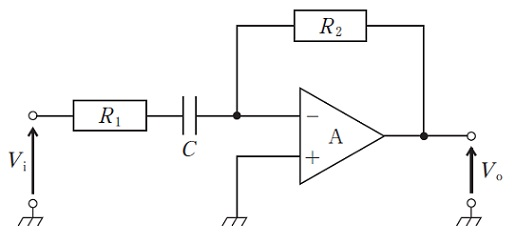 R₂
R₁
C
−
A
+
Vᵢ
Vₒ